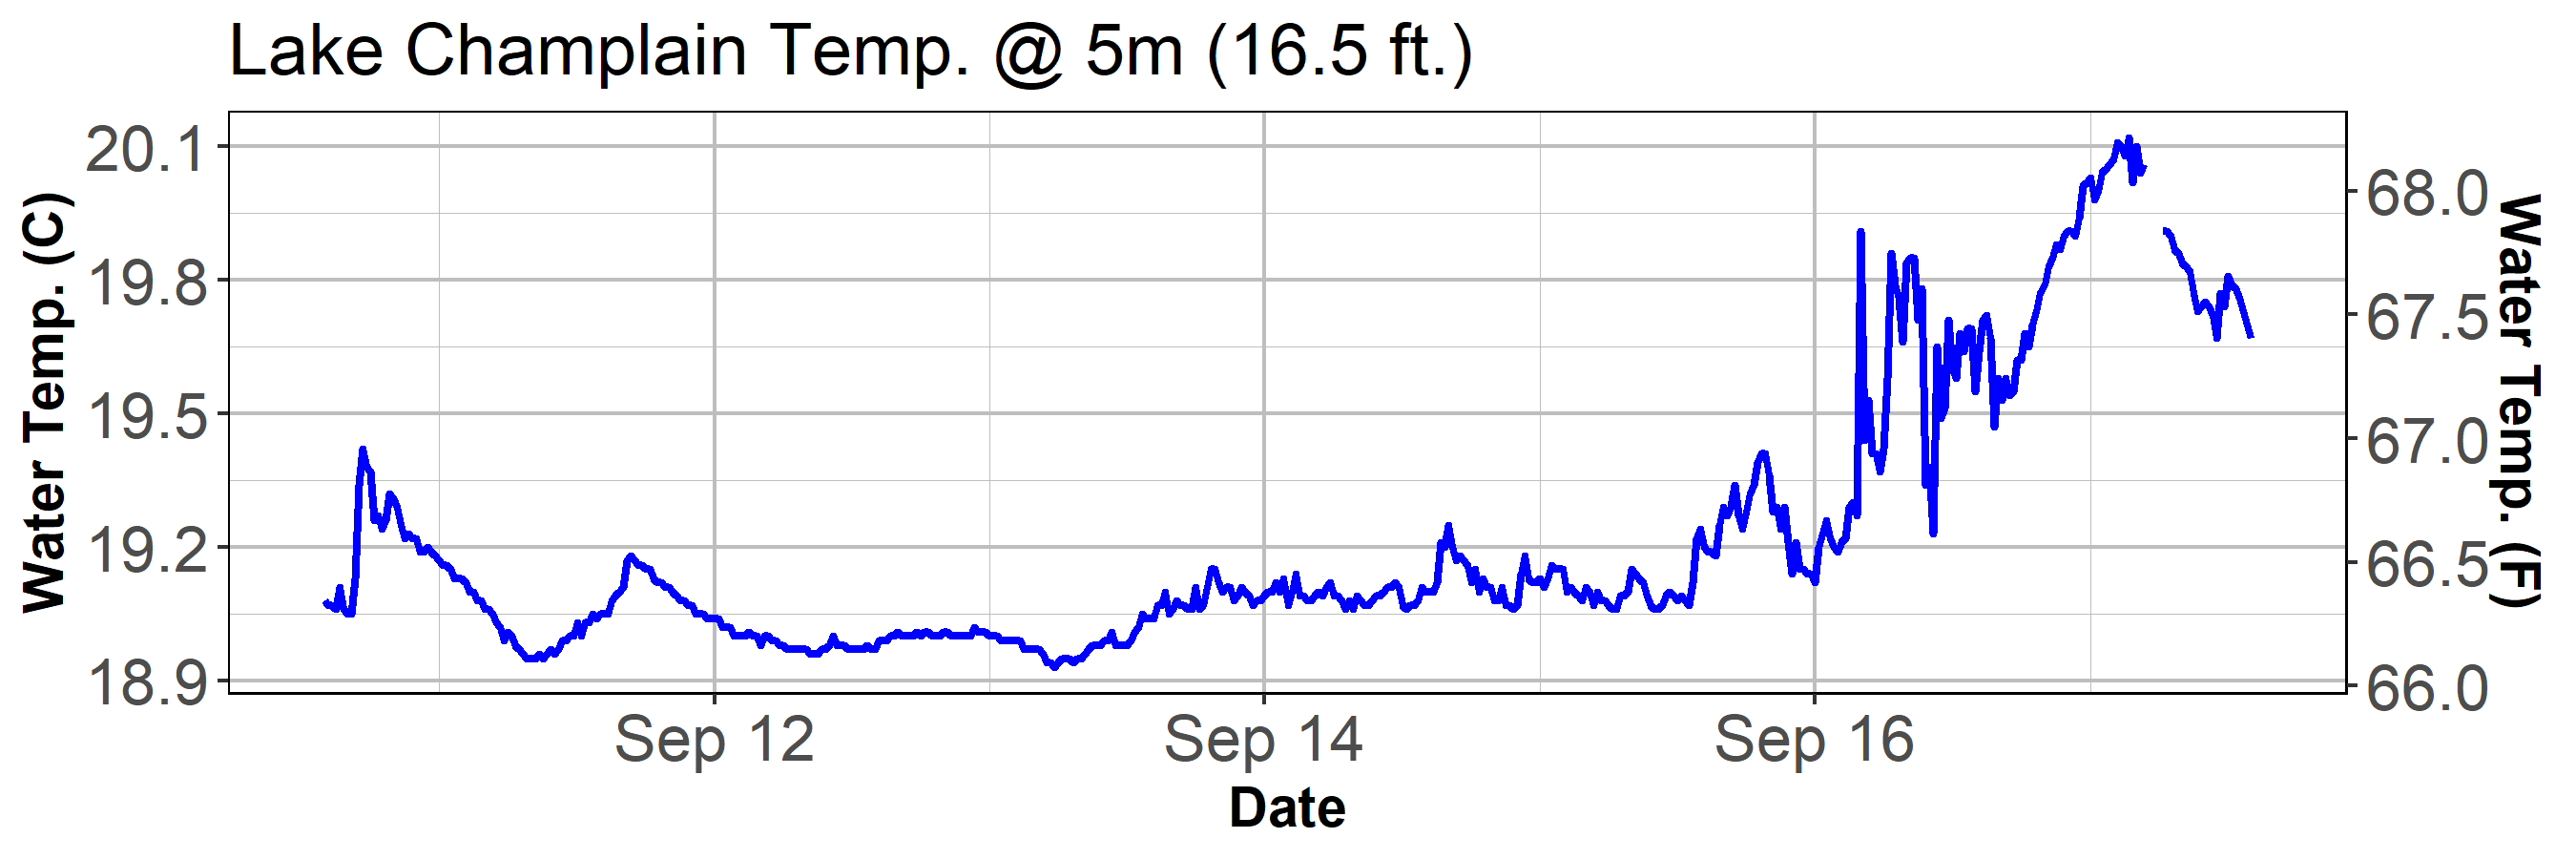 Lake Champlain Temp. @ 5m (16.5 ft.)
Water Temp. (C)
20.1
19.8
19.5
19.2
18.9
68.0
67.5
67.0
66.5
66.0
Water Temp. (F)
Sep 12
Sep 14
Sep 16
Date